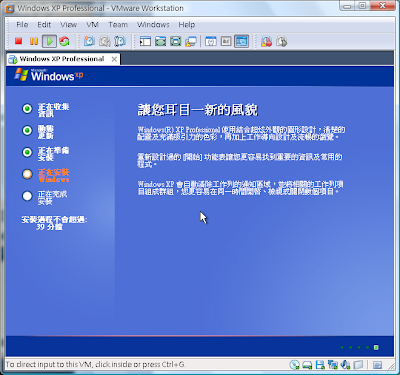 Windows XP Professional - VMware Workstation
File Edit View VM Team Windows Help
Windows XP Professional
Microsoft
Windows xp
正在收集
資訊
動態
更新
正在準備
安裝
正在安裝
Windows
正在完成
安裝
安裝過程不會超過:
39 分鐘
讓您耳目一新的風貌
Windows(R) XP Professional 使用結合超炫外觀的圖形設計，清楚的
配置及充滿吸引力的色彩，再加上工作導向設計及流暢的瀏覽。
重新設計過的 [開始] 功能表讓您更容易找到重要的資訊及常用的
程式。
Windows XP 會自動清除工作列的通知區域，並將相關的工作列項
目組成群組，您更容易在同一時間開啓、檢視或關閉數個項目。
To direct input to this VM, click inside or press Ctrl+G.